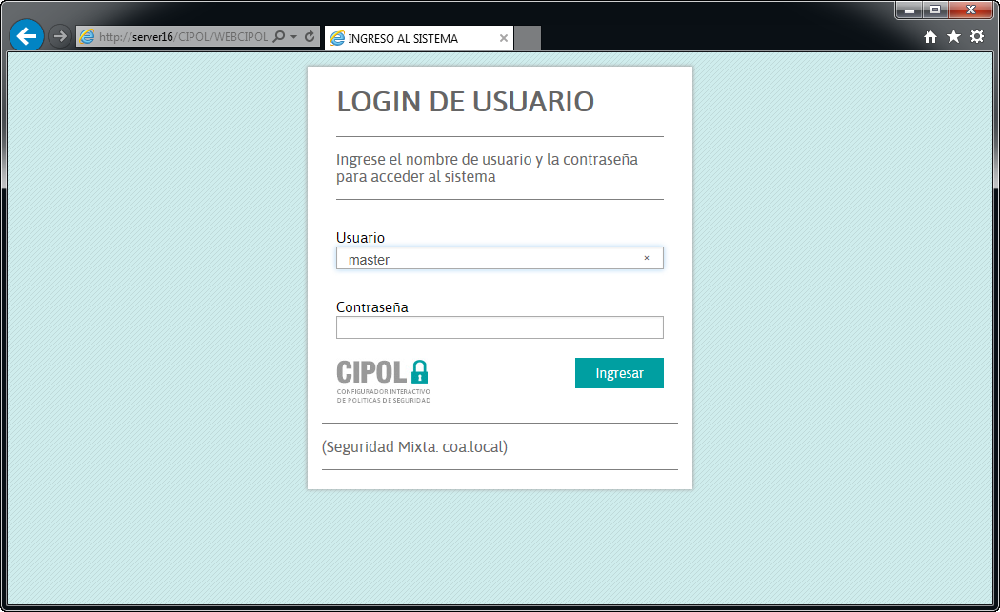 http://server16/CIPOL/WEBCIPOL
INGRESO AL SISTEMA
LOGIN DE USUARIO
Ingrese el nombre de usuario y la contraseña
para acceder al sistema
Usuario
master
Contraseña
CIPOL
CONFIGURADOR INTERACTIVO
DE POLITICAS DE SEGURIDAD
Ingresar
(Seguridad Mixta: coa.local)